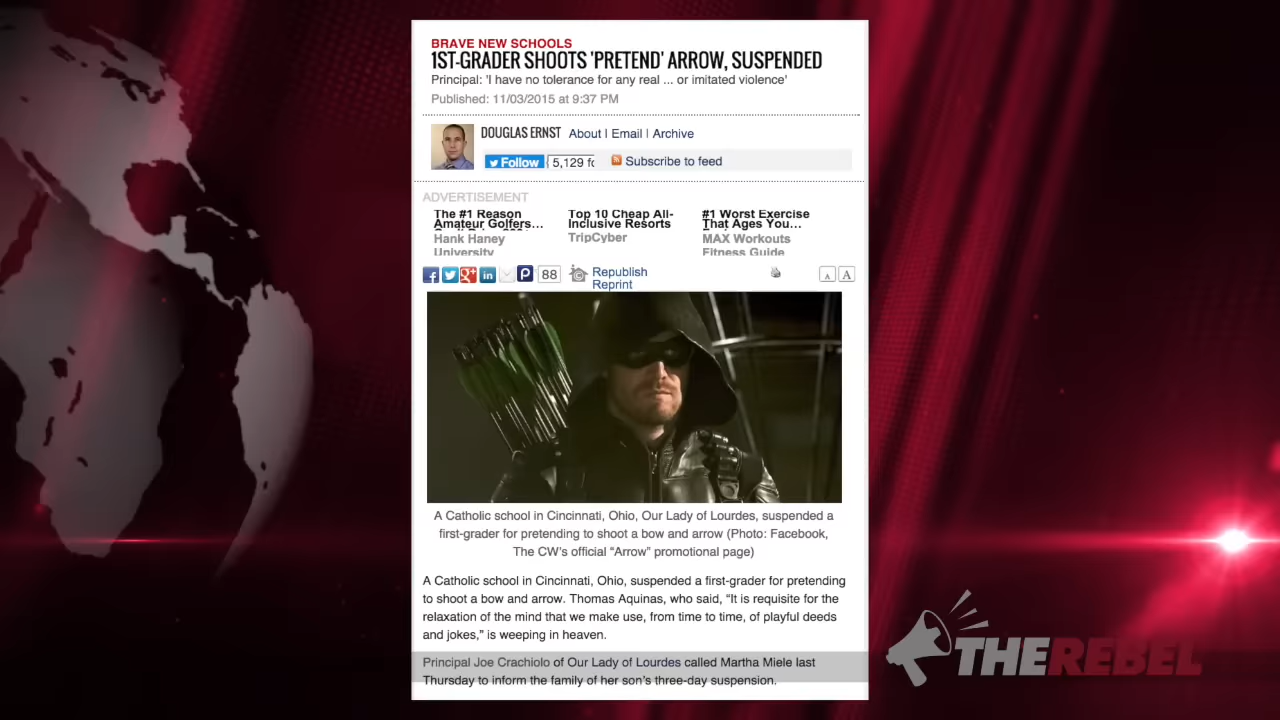 BRAVE NEW SCHOOLS
1ST-GRADER SHOOTS 'PRETEND' ARROW, SUSPENDED
Principal: 'I have no tolerance for any real ... or imitated violence'
Published: 11/03/2015 at 9:37 PM
DOUGLAS ERNST About | Email | Archive
Follow 5,129 fo Subscribe to feed
ADVERTISEMENT
The #1 Reason
Amateur Golfers…
Hank Haney
University
Top 10 Cheap All-
Inclusive Resorts
TripCyber
#1 Worst Exercise
That Ages You…
MAX Workouts
Fitness Guide
88 Republish
Reprint
A A
A Catholic school in Cincinnati, Ohio, Our Lady of Lourdes, suspended a
first-grader for pretending to shoot a bow and arrow (Photo: Facebook,
The CW's official “Arrow” promotional page)
A Catholic school in Cincinnati, Ohio, suspended a first-grader for pretending
to shoot a bow and arrow. Thomas Aquinas, who said, “It is requisite for the
relaxation of the mind that we make use, from time to time, of playful deeds
and jokes,” is weeping in heaven.
Principal Joe Crachiolo of Our Lady of Lourdes called Martha Miele last
Thursday to inform the family of her son's three-day suspension.
THEREBEL